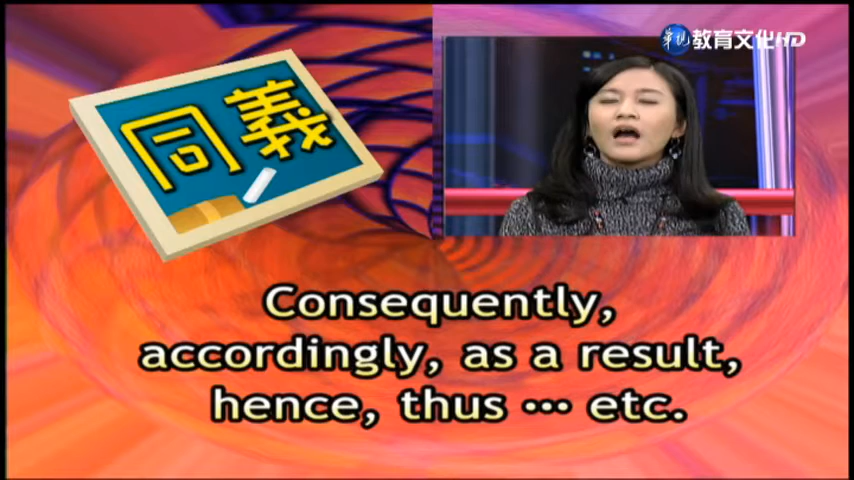 華視 教育文化HD
同義
Consequently,
accordingly, as a result,
hence, thus ··· etc.